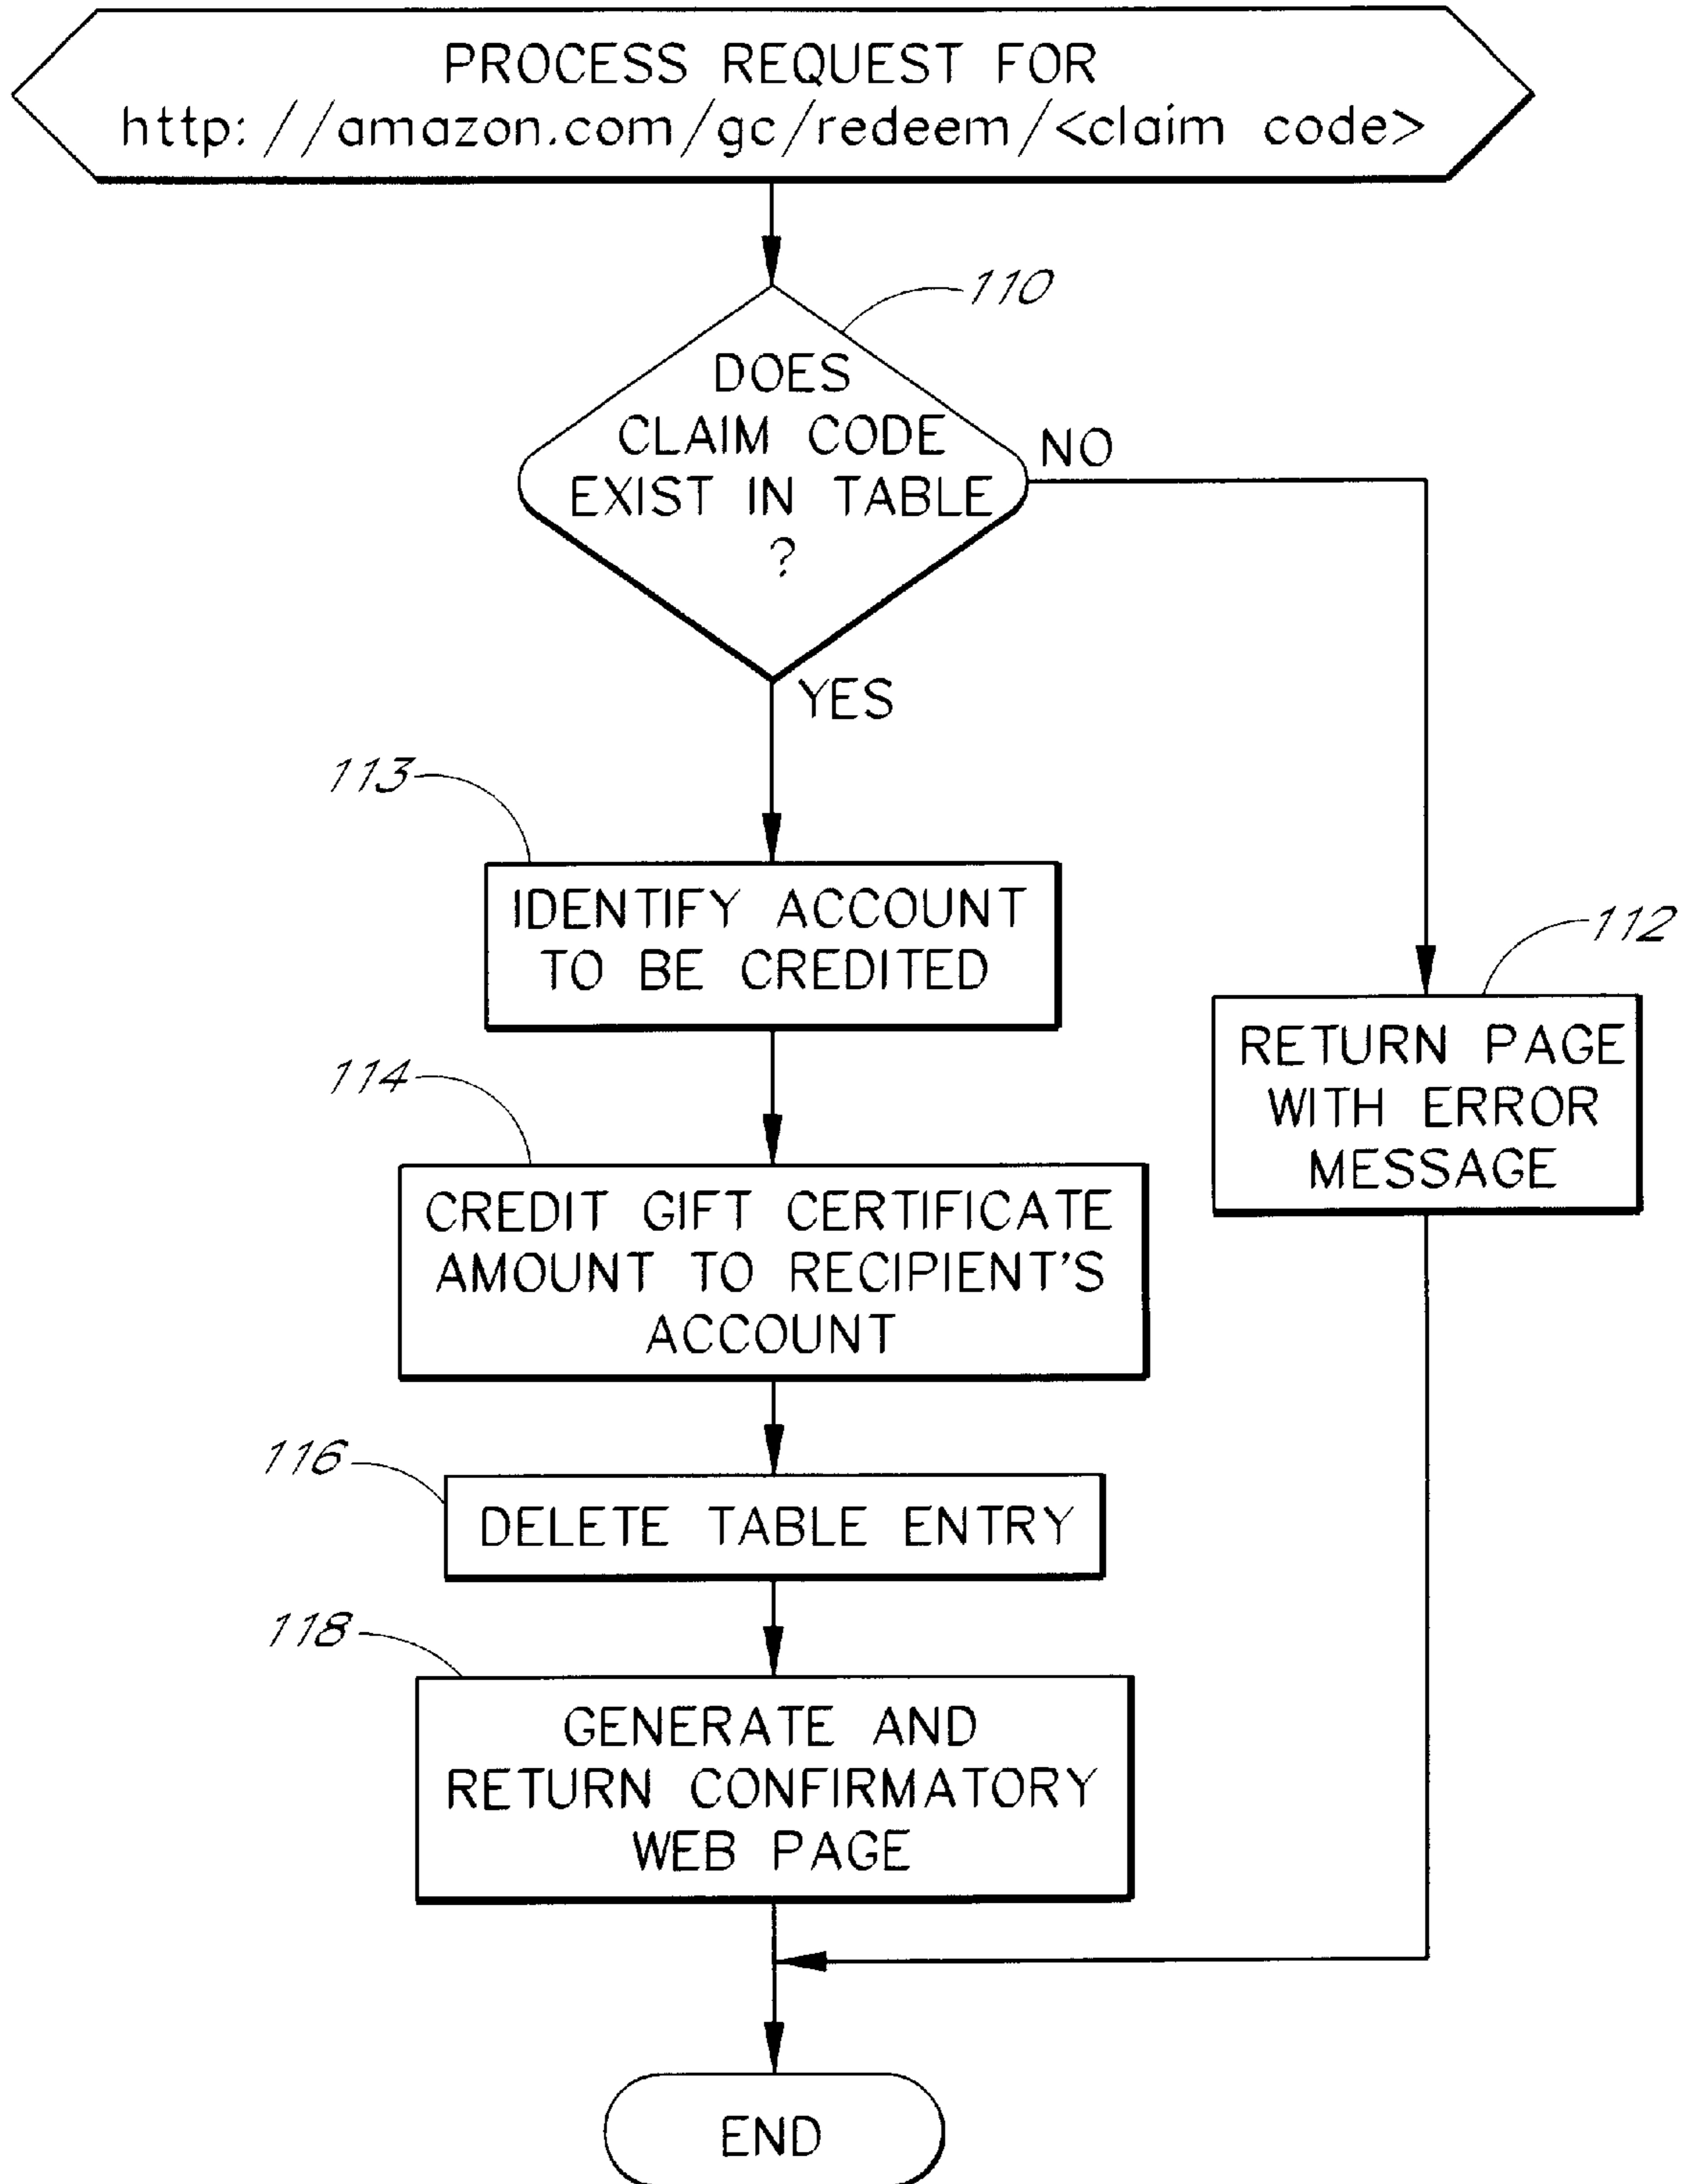 PROCESS REQUEST FOR
http://amazon.com/gc/redeem/<claim code>
110
DOES
CLAIM CODE
EXIST IN TABLE
?
NO
YES
113
IDENTIFY ACCOUNT
TO BE CREDITED
112
RETURN PAGE
WITH ERROR
MESSAGE
114
CREDIT GIFT CERTIFICATE
AMOUNT TO RECIPIENT'S
ACCOUNT
116
DELETE TABLE ENTRY
118
GENERATE AND
RETURN CONFIRMATORY
WEB PAGE
END